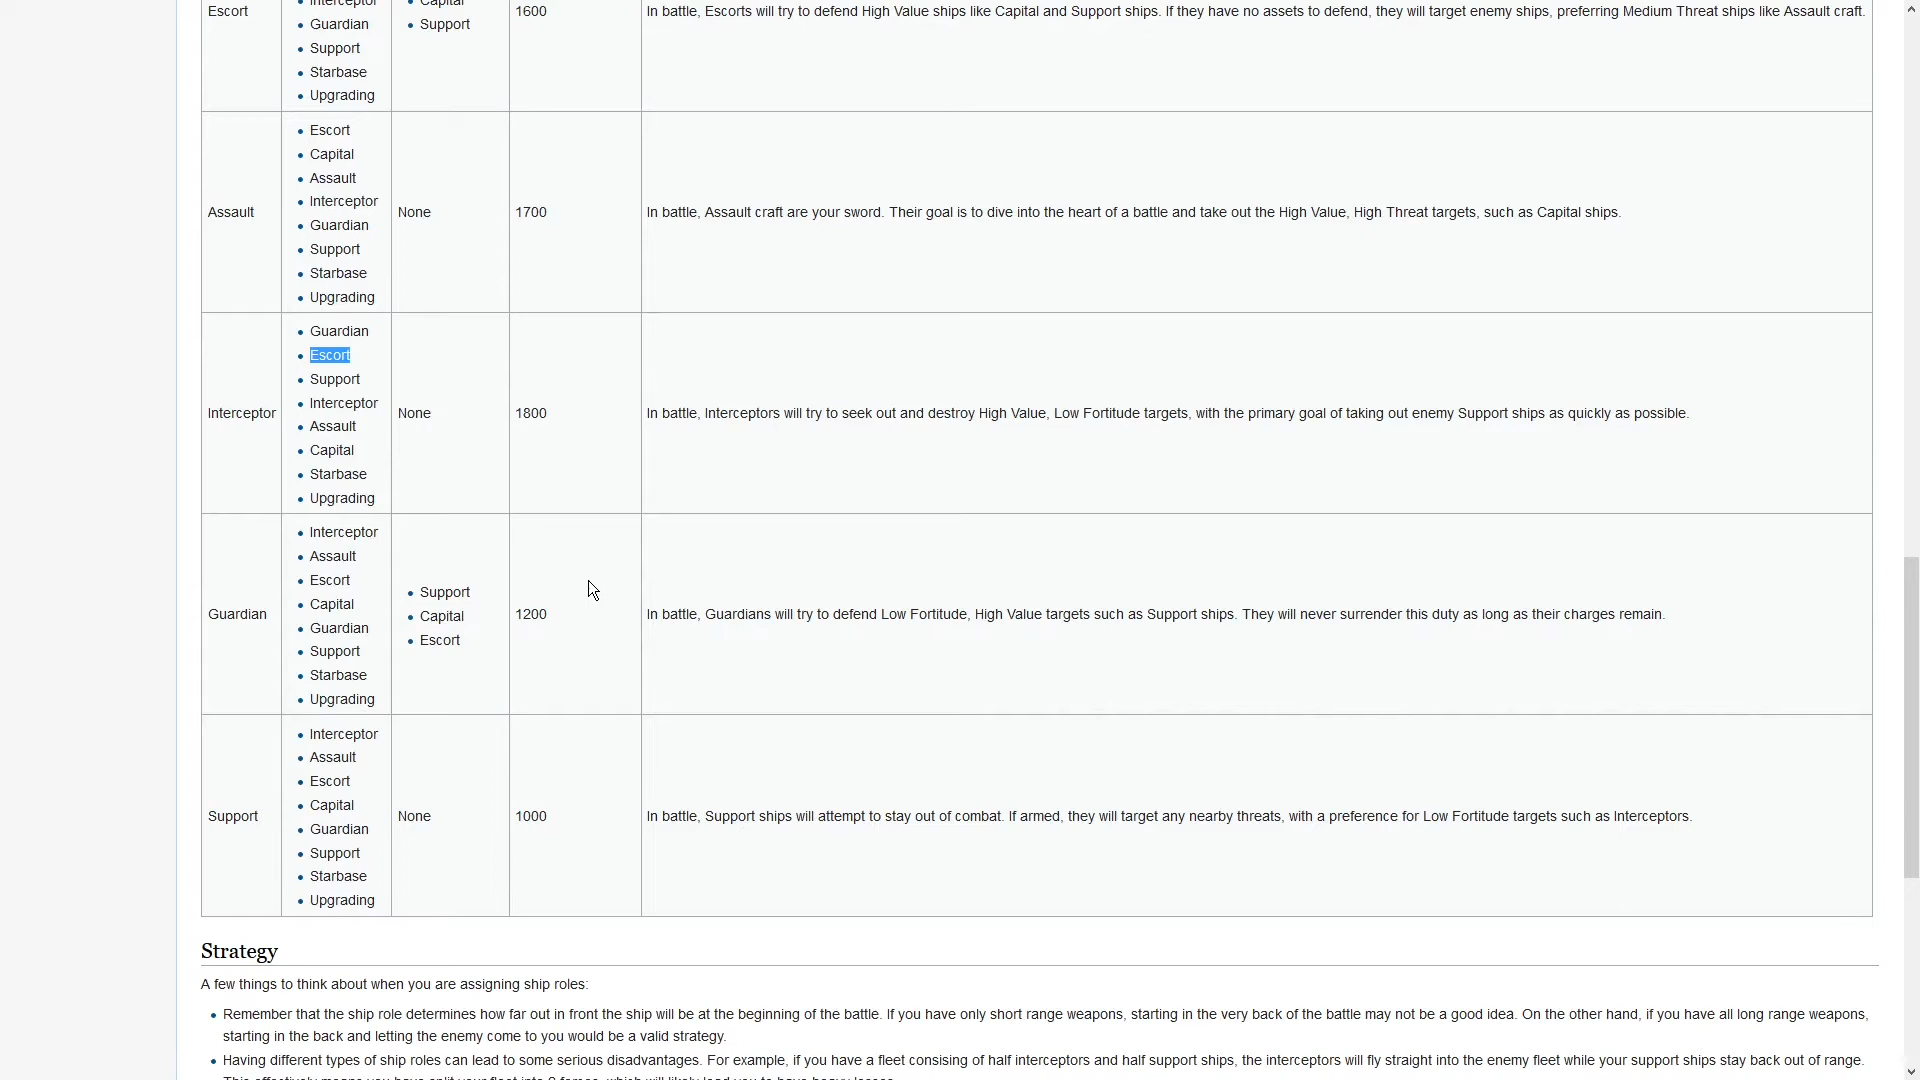 Interceptor
Capital
Escort
Guardian
Support
1600
In battle, Escorts will try to defend High Value ships like Capital and Support ships. If they have no assets to defend, they will target enemy ships, preferring Medium Threat ships like Assault craft.
Support
Starbase
Upgrading
Assault
Escort
Capital
Assault
Interceptor
Guardian
Support
Starbase
Upgrading
None
1700
In battle, Assault craft are your sword. Their goal is to dive into the heart of a battle and take out the High Value, High Threat targets, such as Capital ships.
Interceptor
Guardian
Escort
Support
Interceptor
Assault
Capital
Starbase
Upgrading
None
1800
In battle, Interceptors will try to seek out and destroy High Value, Low Fortitude targets, with the primary goal of taking out enemy Support ships as quickly as possible.
Guardian
Interceptor
Assault
Escort
Capital
Guardian
Support
Starbase
Upgrading
Support
Capital
Escort
1200
In battle, Guardians will try to defend Low Fortitude, High Value targets such as Support ships. They will never surrender this duty as long as their charges remain.
Support
Interceptor
Assault
Escort
Capital
Guardian
Support
Starbase
Upgrading
None
1000
In battle, Support ships will attempt to stay out of combat. If armed, they will target any nearby threats, with a preference for Low Fortitude targets such as Interceptors.
Strategy
A few things to think about when you are assigning ship roles:
Remember that the ship role determines how far out in front the ship will be at the beginning of the battle. If you have only short range weapons, starting in the very back of the battle may not be a good idea. On the other hand, if you have all long range weapons,
starting in the back and letting the enemy come to you would be a valid strategy.
Having different types of ship roles can lead to some serious disadvantages. For example, if you have a fleet consising of half interceptors and half support ships, the interceptors will fly straight into the enemy fleet while your support ships stay back out of range.